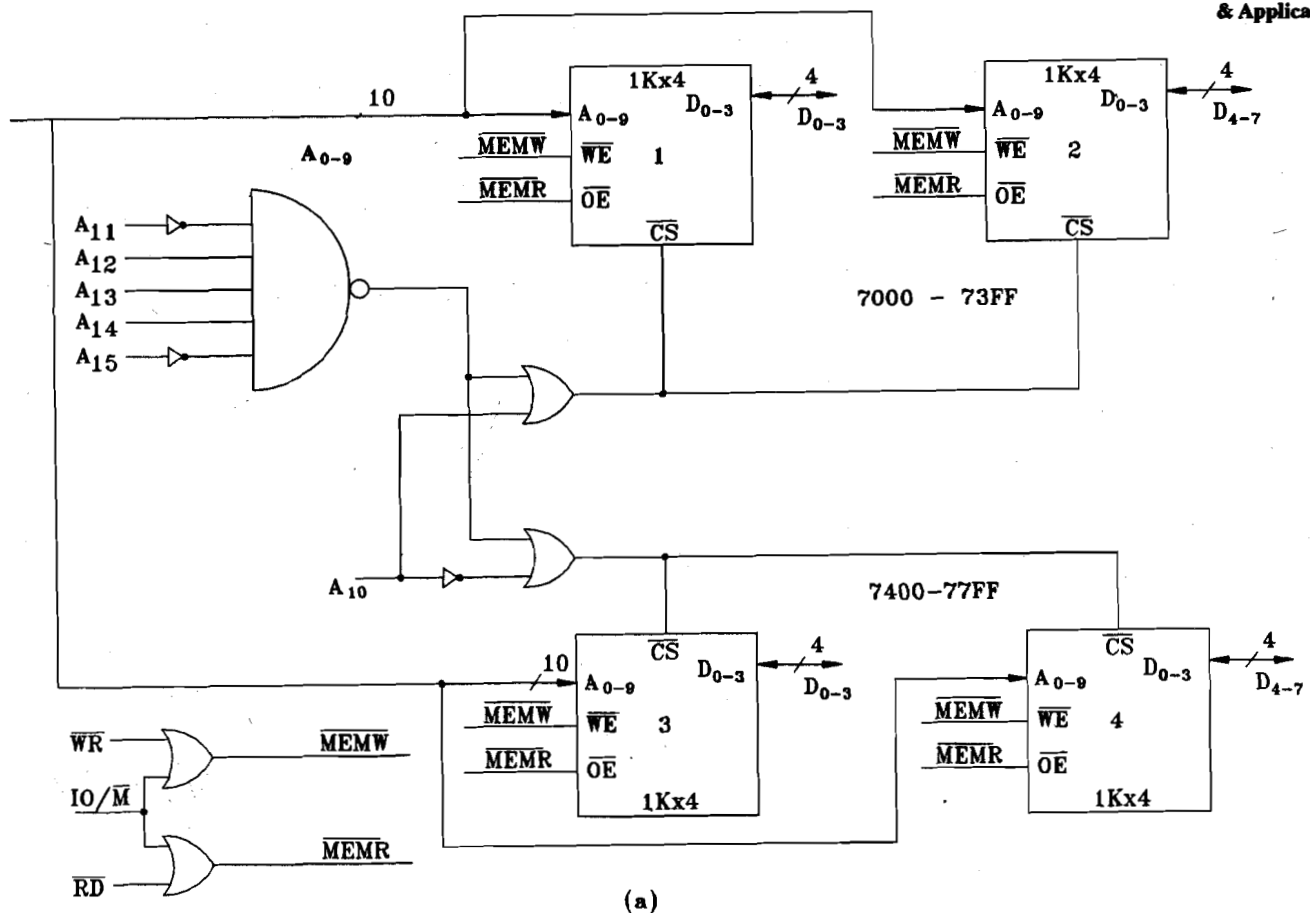 & Applica
1Kx4
A0-9
D0-3
4
D0-3
MEMW
WE
1
MEMR
OE
CS
1Kx4
A0-9
D0-3
4
D4-7
MEMW
WE
2
MEMR
OE
CS
10
A0-9
A11
A12
A13
A14
A15
7000 - 73FF
A10
7400-77FF
10
CS
A0-9
D0-3
4
D0-3
MEMW
WE
3
MEMR
OE
1Kx4
CS
A0-9
D0-3
4
D4-7
MEMW
WE
4
MEMR
OE
1Kx4
WR
MEMW
IO/M̅
MEMR
RD
(a)